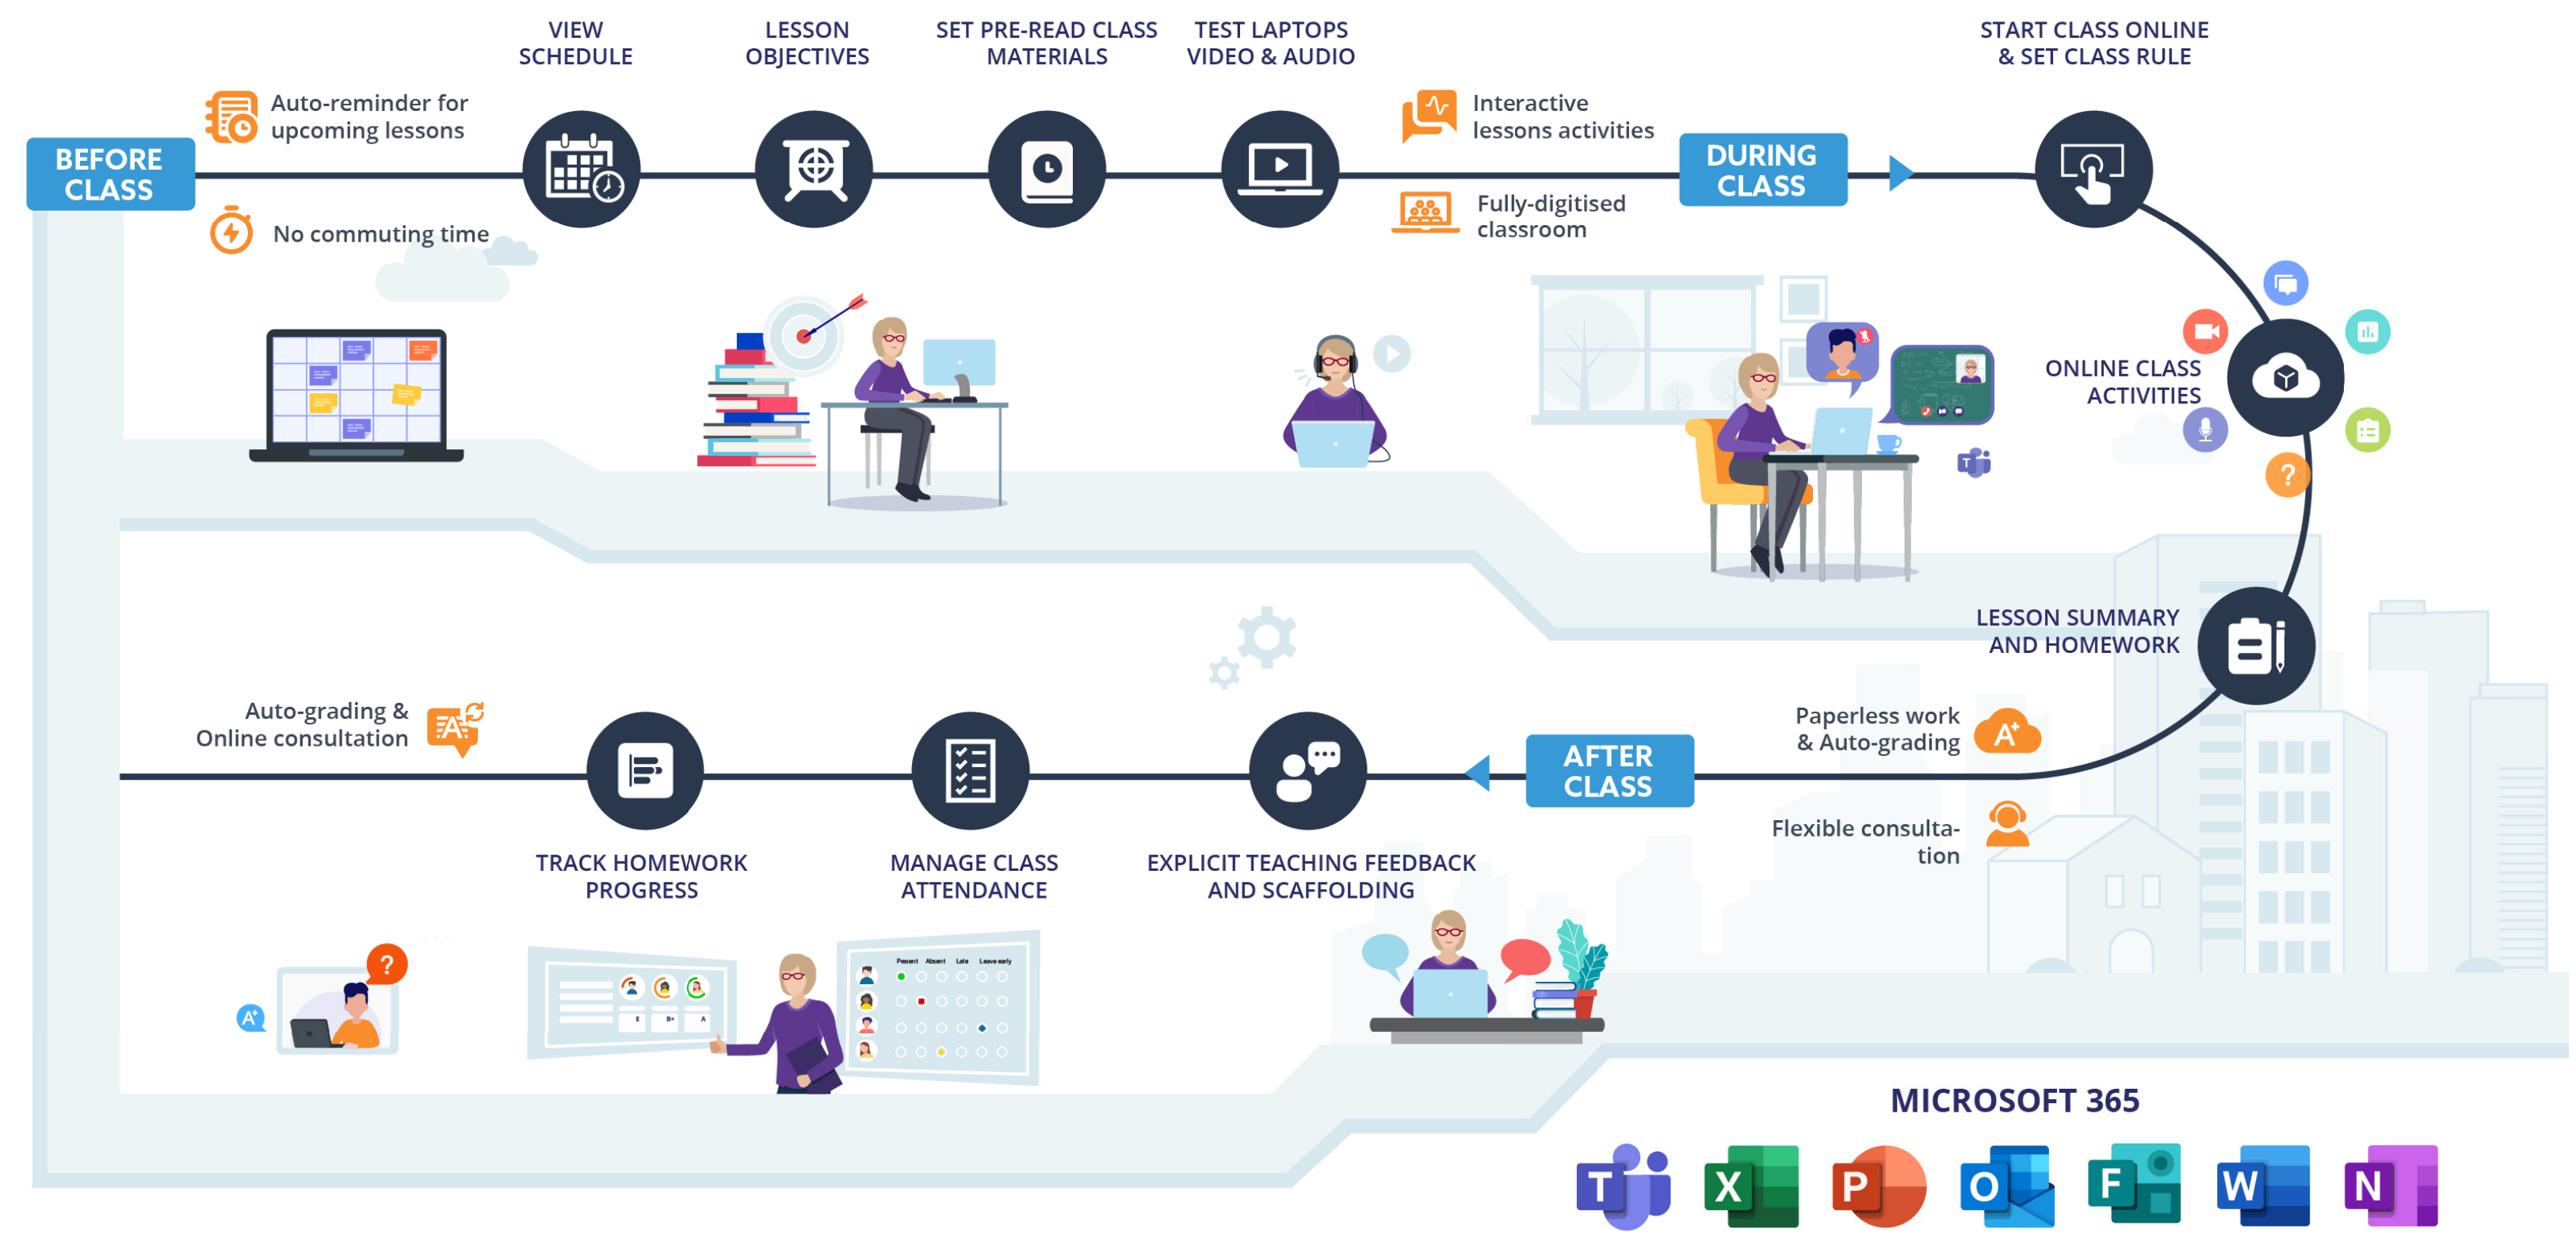 VIEW
SCHEDULE
LESSON
OBJECTIVES
SET PRE-READ CLASS
MATERIALS
TEST LAPTOPS
VIDEO & AUDIO
START CLASS ONLINE
& SET CLASS RULE
BEFORE
CLASS
Auto-reminder for
upcoming lessons
No commuting time
Interactive
lessons activities
Fully-digitised
classroom
DURING
CLASS
ONLINE CLASS
ACTIVITIES
?
T
LESSON SUMMARY
AND HOMEWORK
Paperless work
& Auto-grading
A+
Flexible consulta-
tion
AFTER
CLASS
EXPLICIT TEACHING FEEDBACK
AND SCAFFOLDING
MANAGE CLASS
ATTENDANCE
TRACK HOMEWORK
PROGRESS
Auto-grading &
Online consultation
A
?
A+
E B+ A
Present Absent Late Leave early
MICROSOFT 365
T X P O F W N